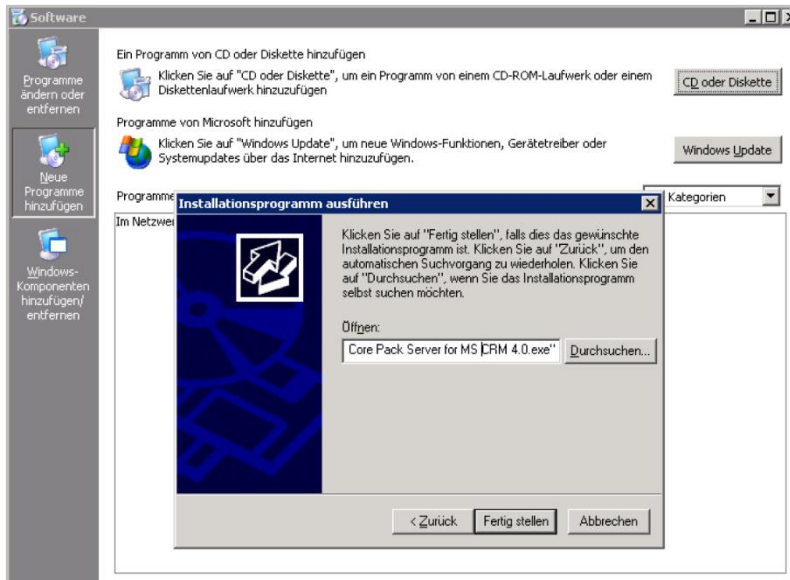 Software
Programme
ändern oder
entfernen
Neue
Programme
hinzufügen
Windows-
Komponenten
hinzufügen/
entfernen
Ein Programm von CD oder Diskette hinzufügen
Klicken Sie auf "CD oder Diskette", um ein Programm von einem CD-ROM-Laufwerk oder einem
Diskettenlaufwerk hinzuzufügen
CD oder Diskette
Programme von Microsoft hinzufügen
Klicken Sie auf "Windows Update", um neue Windows-Funktionen, Gerätetreiber oder
Systemupdates über das Internet hinzuzufügen.
Windows Update
Programme
Kategorien
Im Netzwe
Installationsprogramm ausführen
Klicken Sie auf "Fertig stellen", falls dies das gewünschte
Installationsprogramm ist. Klicken Sie auf "Zurück", um den
automatischen Suchvorgang zu wiederholen. Klicken Sie
auf "Durchsuchen", wenn Sie das Installationsprogramm
selbst suchen möchten.
Öffnen:
Core Pack Server for MS CRM 4.0.exe"
Durchsuchen...
< Zurück
Fertig stellen
Abbrechen